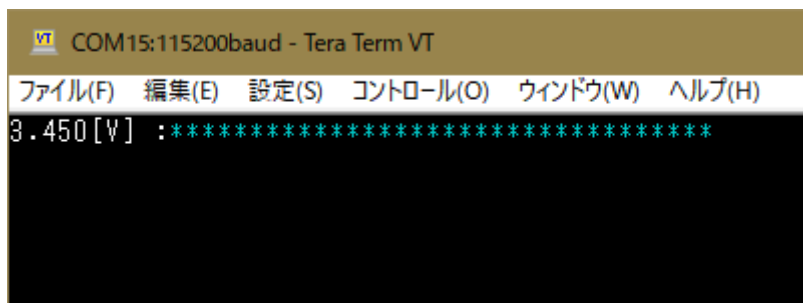 COM15:115200baud - Tera Term VT
ファイル(F) 編集(E) 設定(S) コントロール(O) ウィンドウ(W) ヘルプ(H)
3.450[V] :**********************************